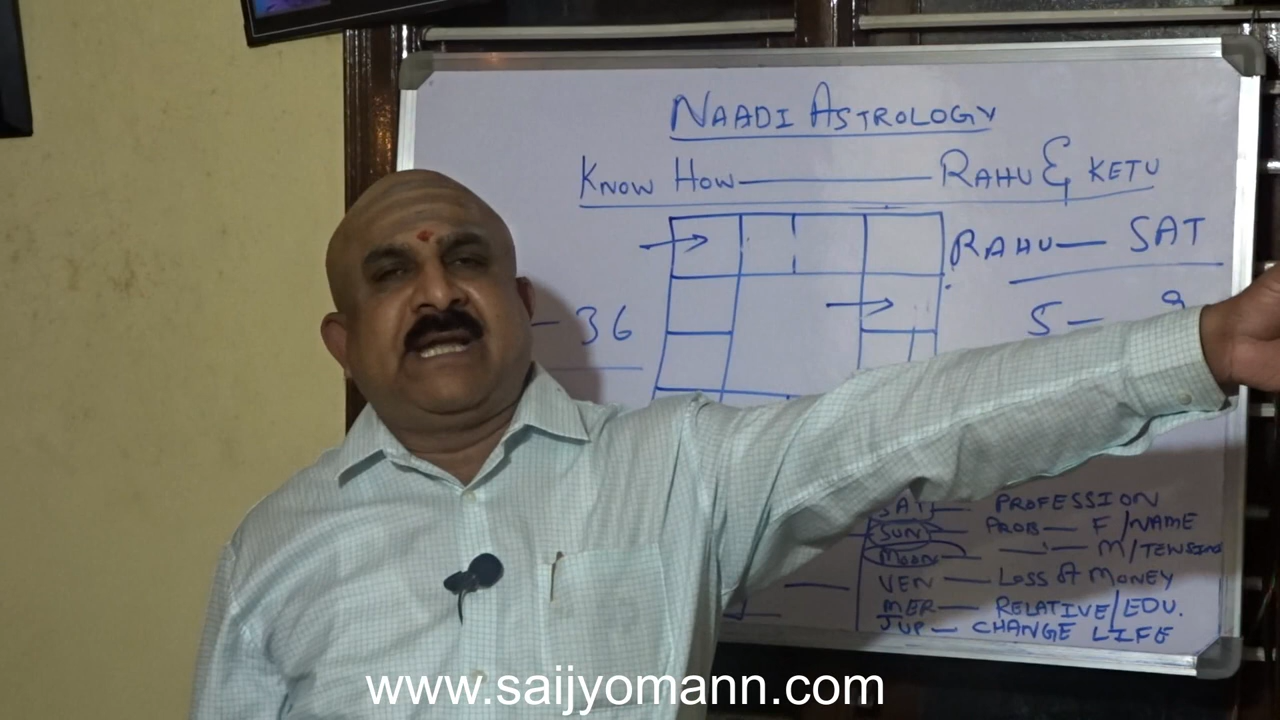 NAADI ASTROLOGY
KNOW HOW — RAHU & KETU
RAHU — SAT
— 36
5 —
SAT — PROFESSION
SUN — PROB — F/NAME
MOON — " — M/TENSION
VEN — LOSS OF MONEY
MER — RELATIVE/EDU.
JUP — CHANGE LIFE
www.saijyomann.com